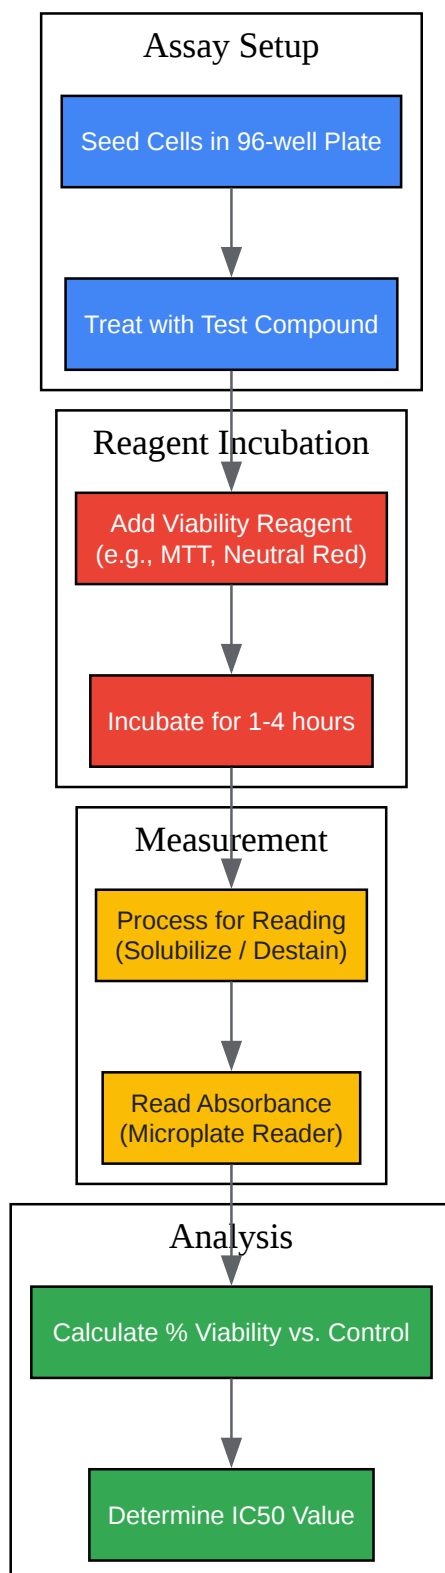 Assay Setup
Seed Cells in 96-well Plate
Treat with Test Compound
Reagent Incubation
Add Viability Reagent
(e.g., MTT, Neutral Red)
Incubate for 1-4 hours
Measurement
Process for Reading
(Solubilize / Destain)
Read Absorbance
(Microplate Reader)
Analysis
Calculate % Viability vs. Control
Determine IC50 Value